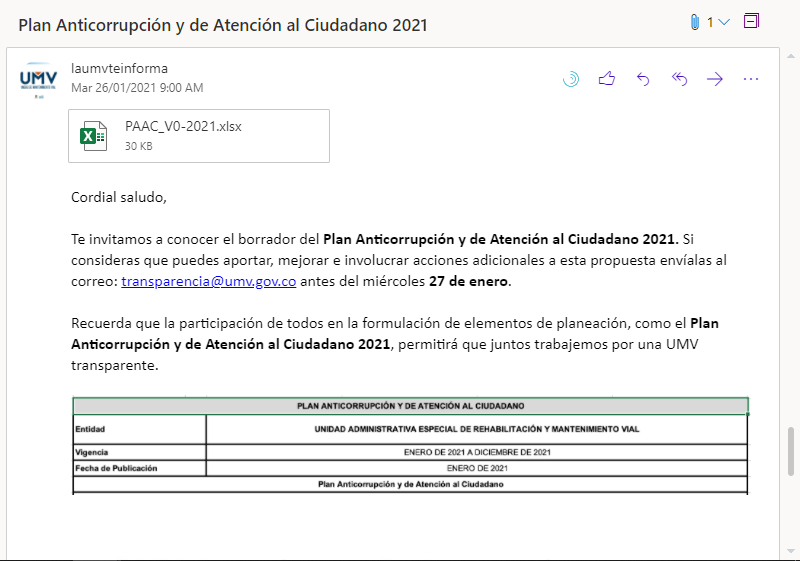 Plan Anticorrupción y de Atención al Ciudadano 2021
1
UMV
laumvteinforma
Mar 26/01/2021 9:00 AM
PAAC_V0-2021.xlsx
30 KB
Cordial saludo,
Te invitamos a conocer el borrador del Plan Anticorrupción y de Atención al Ciudadano 2021. Si
consideras que puedes aportar, mejorar e involucrar acciones adicionales a esta propuesta envíalas al
correo: transparencia@umv.gov.co antes del miércoles 27 de enero.
Recuerda que la participación de todos en la formulación de elementos de planeación, como el Plan
Anticorrupción y de Atención al Ciudadano 2021, permitirá que juntos trabajemos por una UMV
transparente.
PLAN ANTICORRUPCIÓN Y DE ATENCIÓN AL CIUDADANO
Entidad UNIDAD ADMINISTRATIVA ESPECIAL DE REHABILITACIÓN Y MANTENIMIENTO VIAL
Vigencia ENERO DE 2021 A DICIEMBRE DE 2021
Fecha de Publicación ENERO DE 2021
Plan Anticorrupción y de Atención al Ciudadano